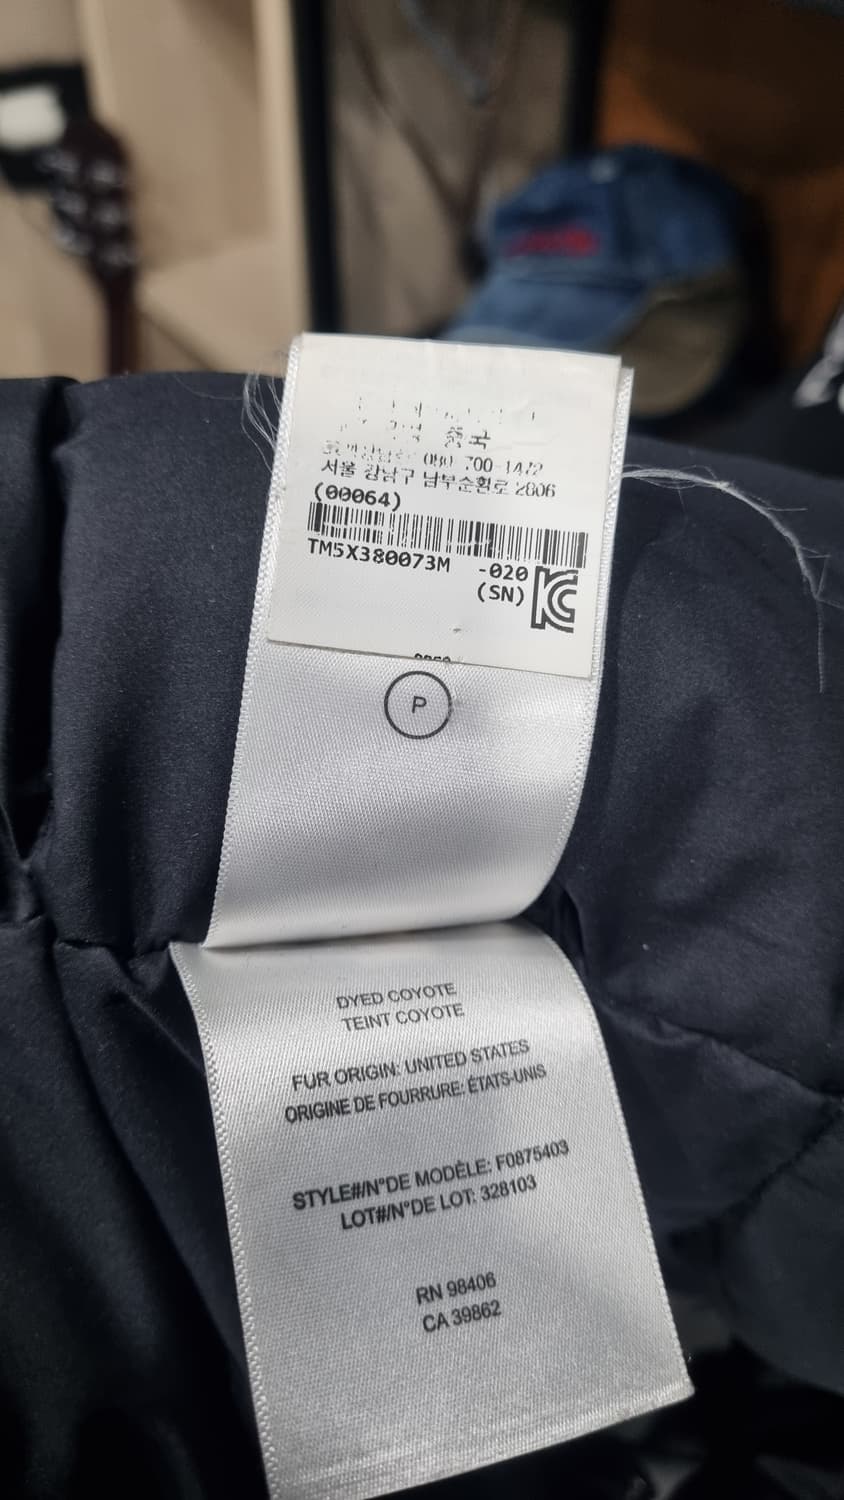 중국
080-700-1472
서울 강남구 남부순환로 2806
(00064)
TM5X380073M -020
(SN)
P
DYED COYOTE
TEINT COYOTE
FUR ORIGIN: UNITED STATES
ORIGINE DE FOURRURE: ÉTATS-UNIS
STYLE#/N°DE MODÈLE: F0875403
LOT#/N°DE LOT: 328103
RN 98406
CA 39862